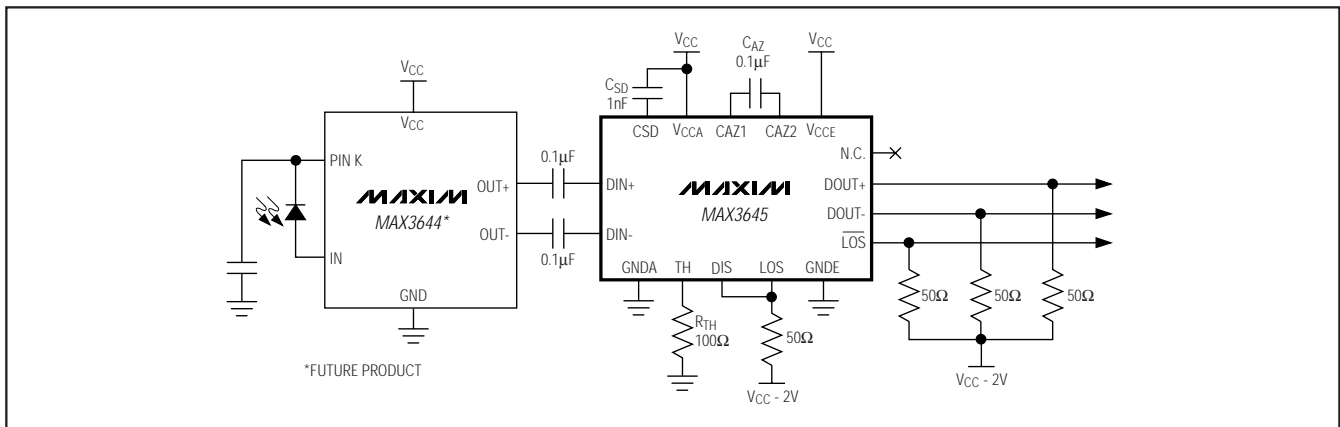 VCC
VCC
PIN K
MAXIM
MAX3644*
IN
GND
OUT+
OUT-
*FUTURE PRODUCT
0.1μF
0.1μF
CSD
1nF
VCC
CAZ
0.1μF
VCC
CSD
VCCA
CAZ1
CAZ2
VCCE
N.C.
DIN+
MAXIM
DOUT+
MAX3645
DOUT-
DIN-
LOS
GNDA
TH
DIS
LOS
GNDE
RTH
100Ω
50Ω
VCC - 2V
50Ω
50Ω
50Ω
VCC - 2V